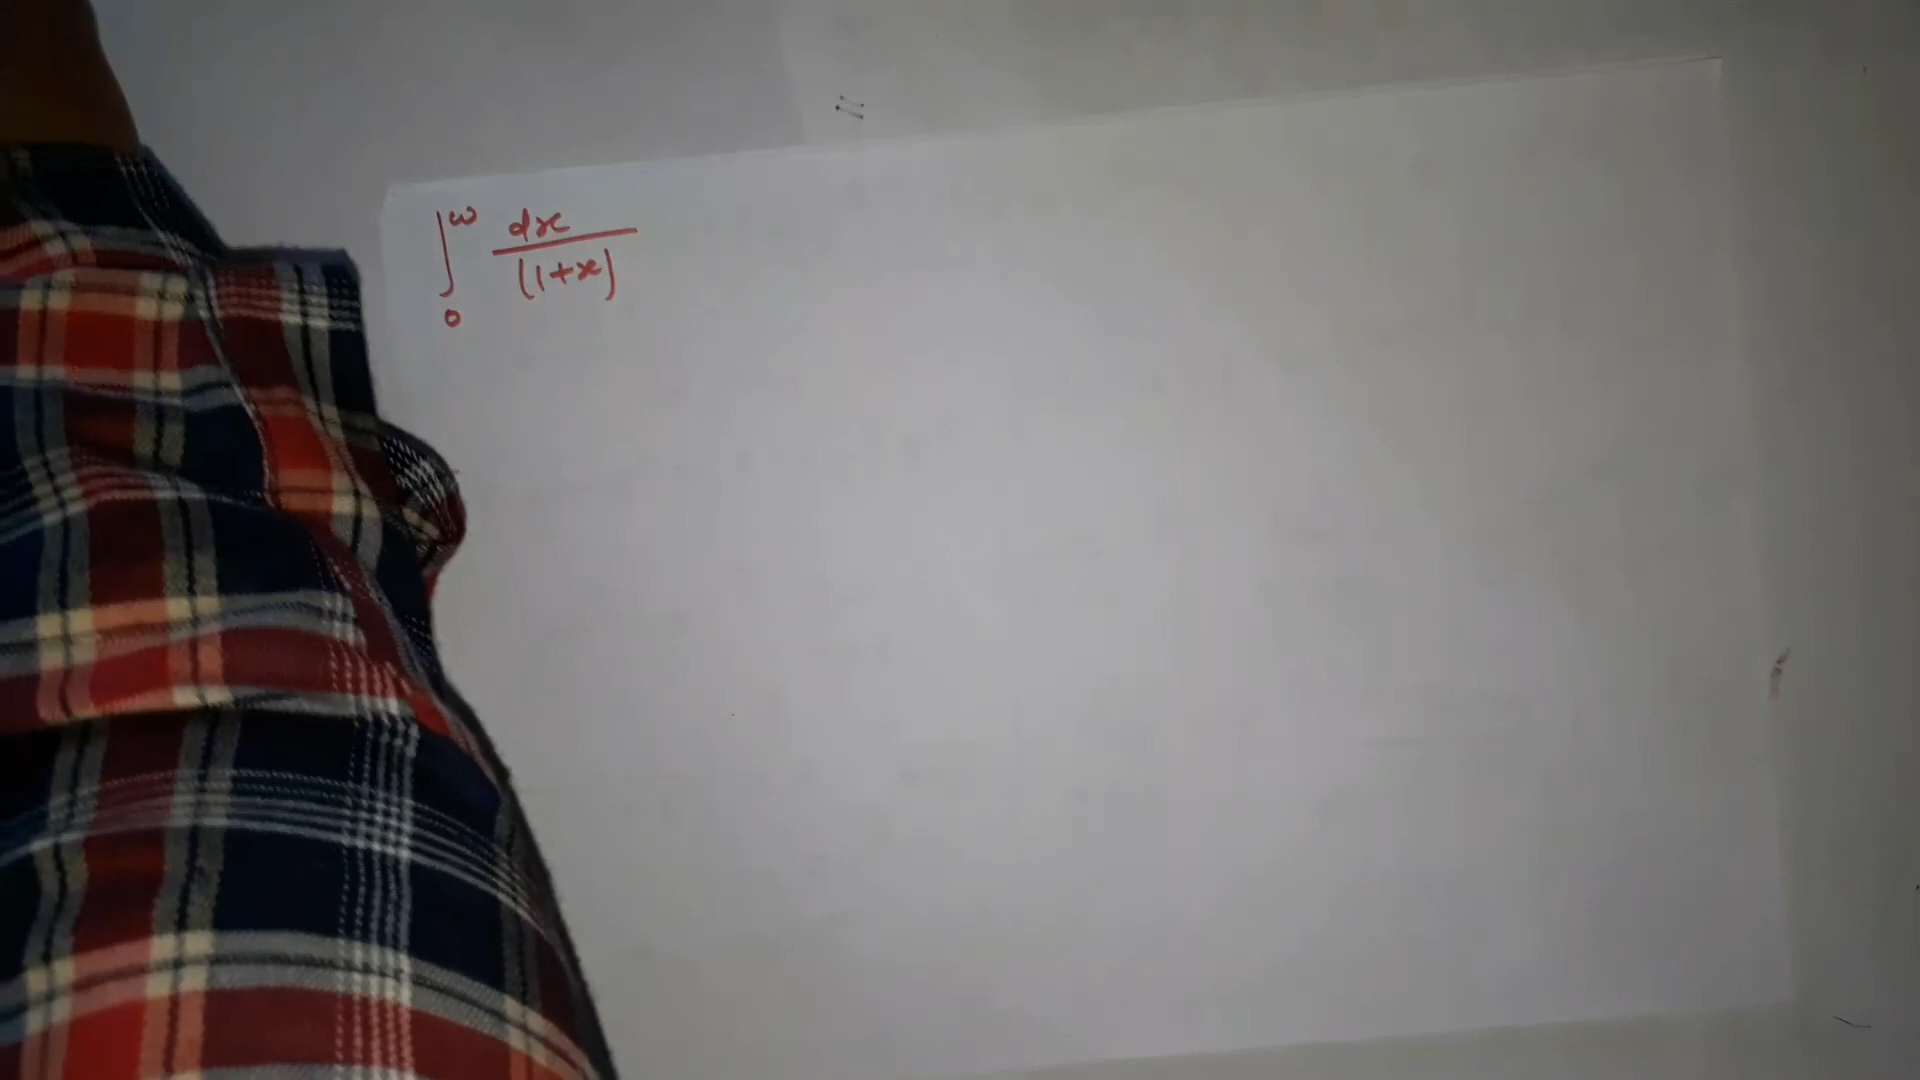 ∫₀^∞ dx/(1+x)